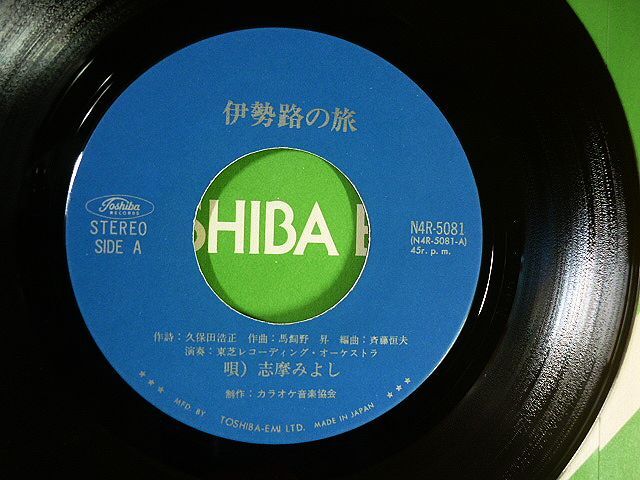 伊勢路の旅
Toshiba
RECORDS
STEREO
SIDE A
SHIBA E
N4R-5081
(N4R-5081-A)
45r. p. m.
作詩：久保田浩正 作曲：馬飼野 昇 編曲：斉藤恒夫
演奏：東芝レコーディング・オーケストラ
唄）志摩みよし
制作：カラオケ音楽協会
★★★ MFD. BY TOSHIBA-EMI LTD. MADE IN JAPAN ★★★